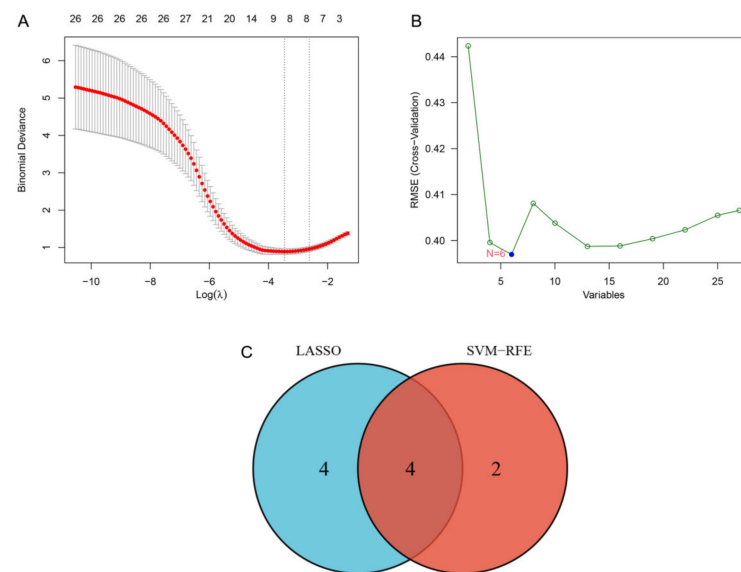 A
26 26 26 26 26 27 21 20 14 9 8 8 7 3
6
5
4
3
2
1
Binomial Deviance
−10 −8 −6 −4 −2
Log(λ)
B
0.44
0.43
0.42
0.41
0.40
RMSE (Cross−Validation)
N=6
5 10 15 20 25
Variables
C
LASSO SVM−RFE
4 4 2